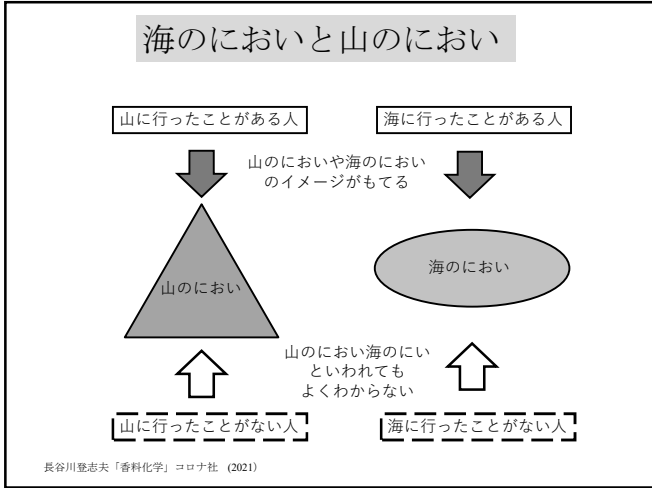 海のにおいと山のにおい
山に行ったことがある人
海に行ったことがある人
山のにおいや海のにおい
のイメージがもてる
山のにおい
海のにおい
山のにおい海のにい
といわれても
よくわからない
山に行ったことがない人
海に行ったことがない人
長谷川登志夫「香料化学」コロナ社 (2021)